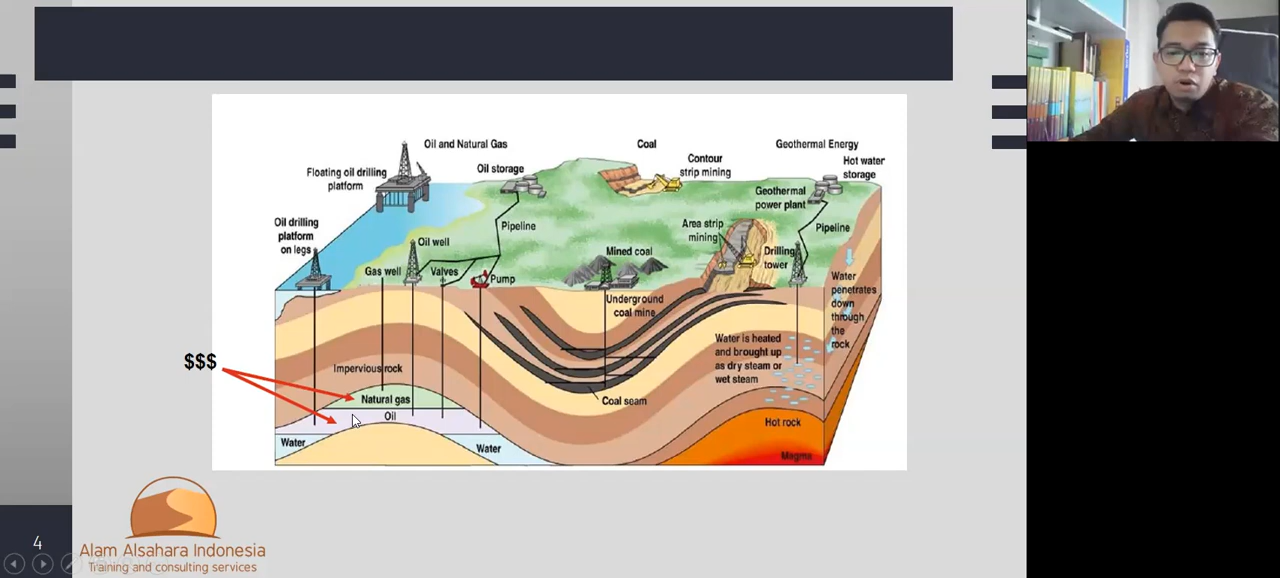 Oil and Natural Gas
Coal
Geothermal Energy
Floating oil drilling
platform
Oil storage
Contour
strip mining
Hot water
storage
Geothermal
power plant
Oil drilling
platform
on legs
Pipeline
Area strip
mining
Pipeline
Oil well
Mined coal
Drilling
tower
Gas well
Valves
Pump
Underground
coal mine
Water
penetrates
down
through
the
rock
$$$
Impervious rock
Water is heated
and brought up
as dry steam or
wet steam
Natural gas
Coal seam
Oil
Hot rock
Water
Water
Magma
4
Alam Alsahara Indonesia
Training and consulting services